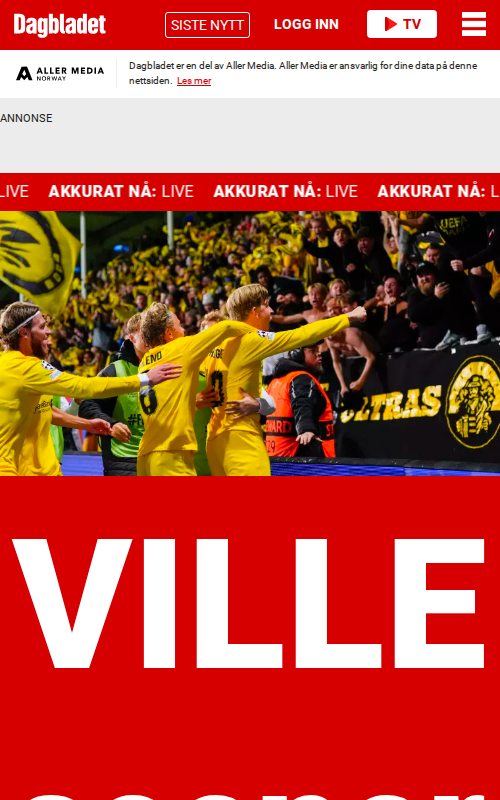 Dagbladet
SISTE NYTT
LOGG INN
TV
ALLER MEDIA
NORWAY
Dagbladet er en del av Aller Media. Aller Media er ansvarlig for dine data på denne
nettsiden. Les mer
ANNONSE
LIVE AKKURAT NÅ: LIVE AKKURAT NÅ: LIVE AKKURAT NÅ: L
UEFA
ULTRAS
VILLE